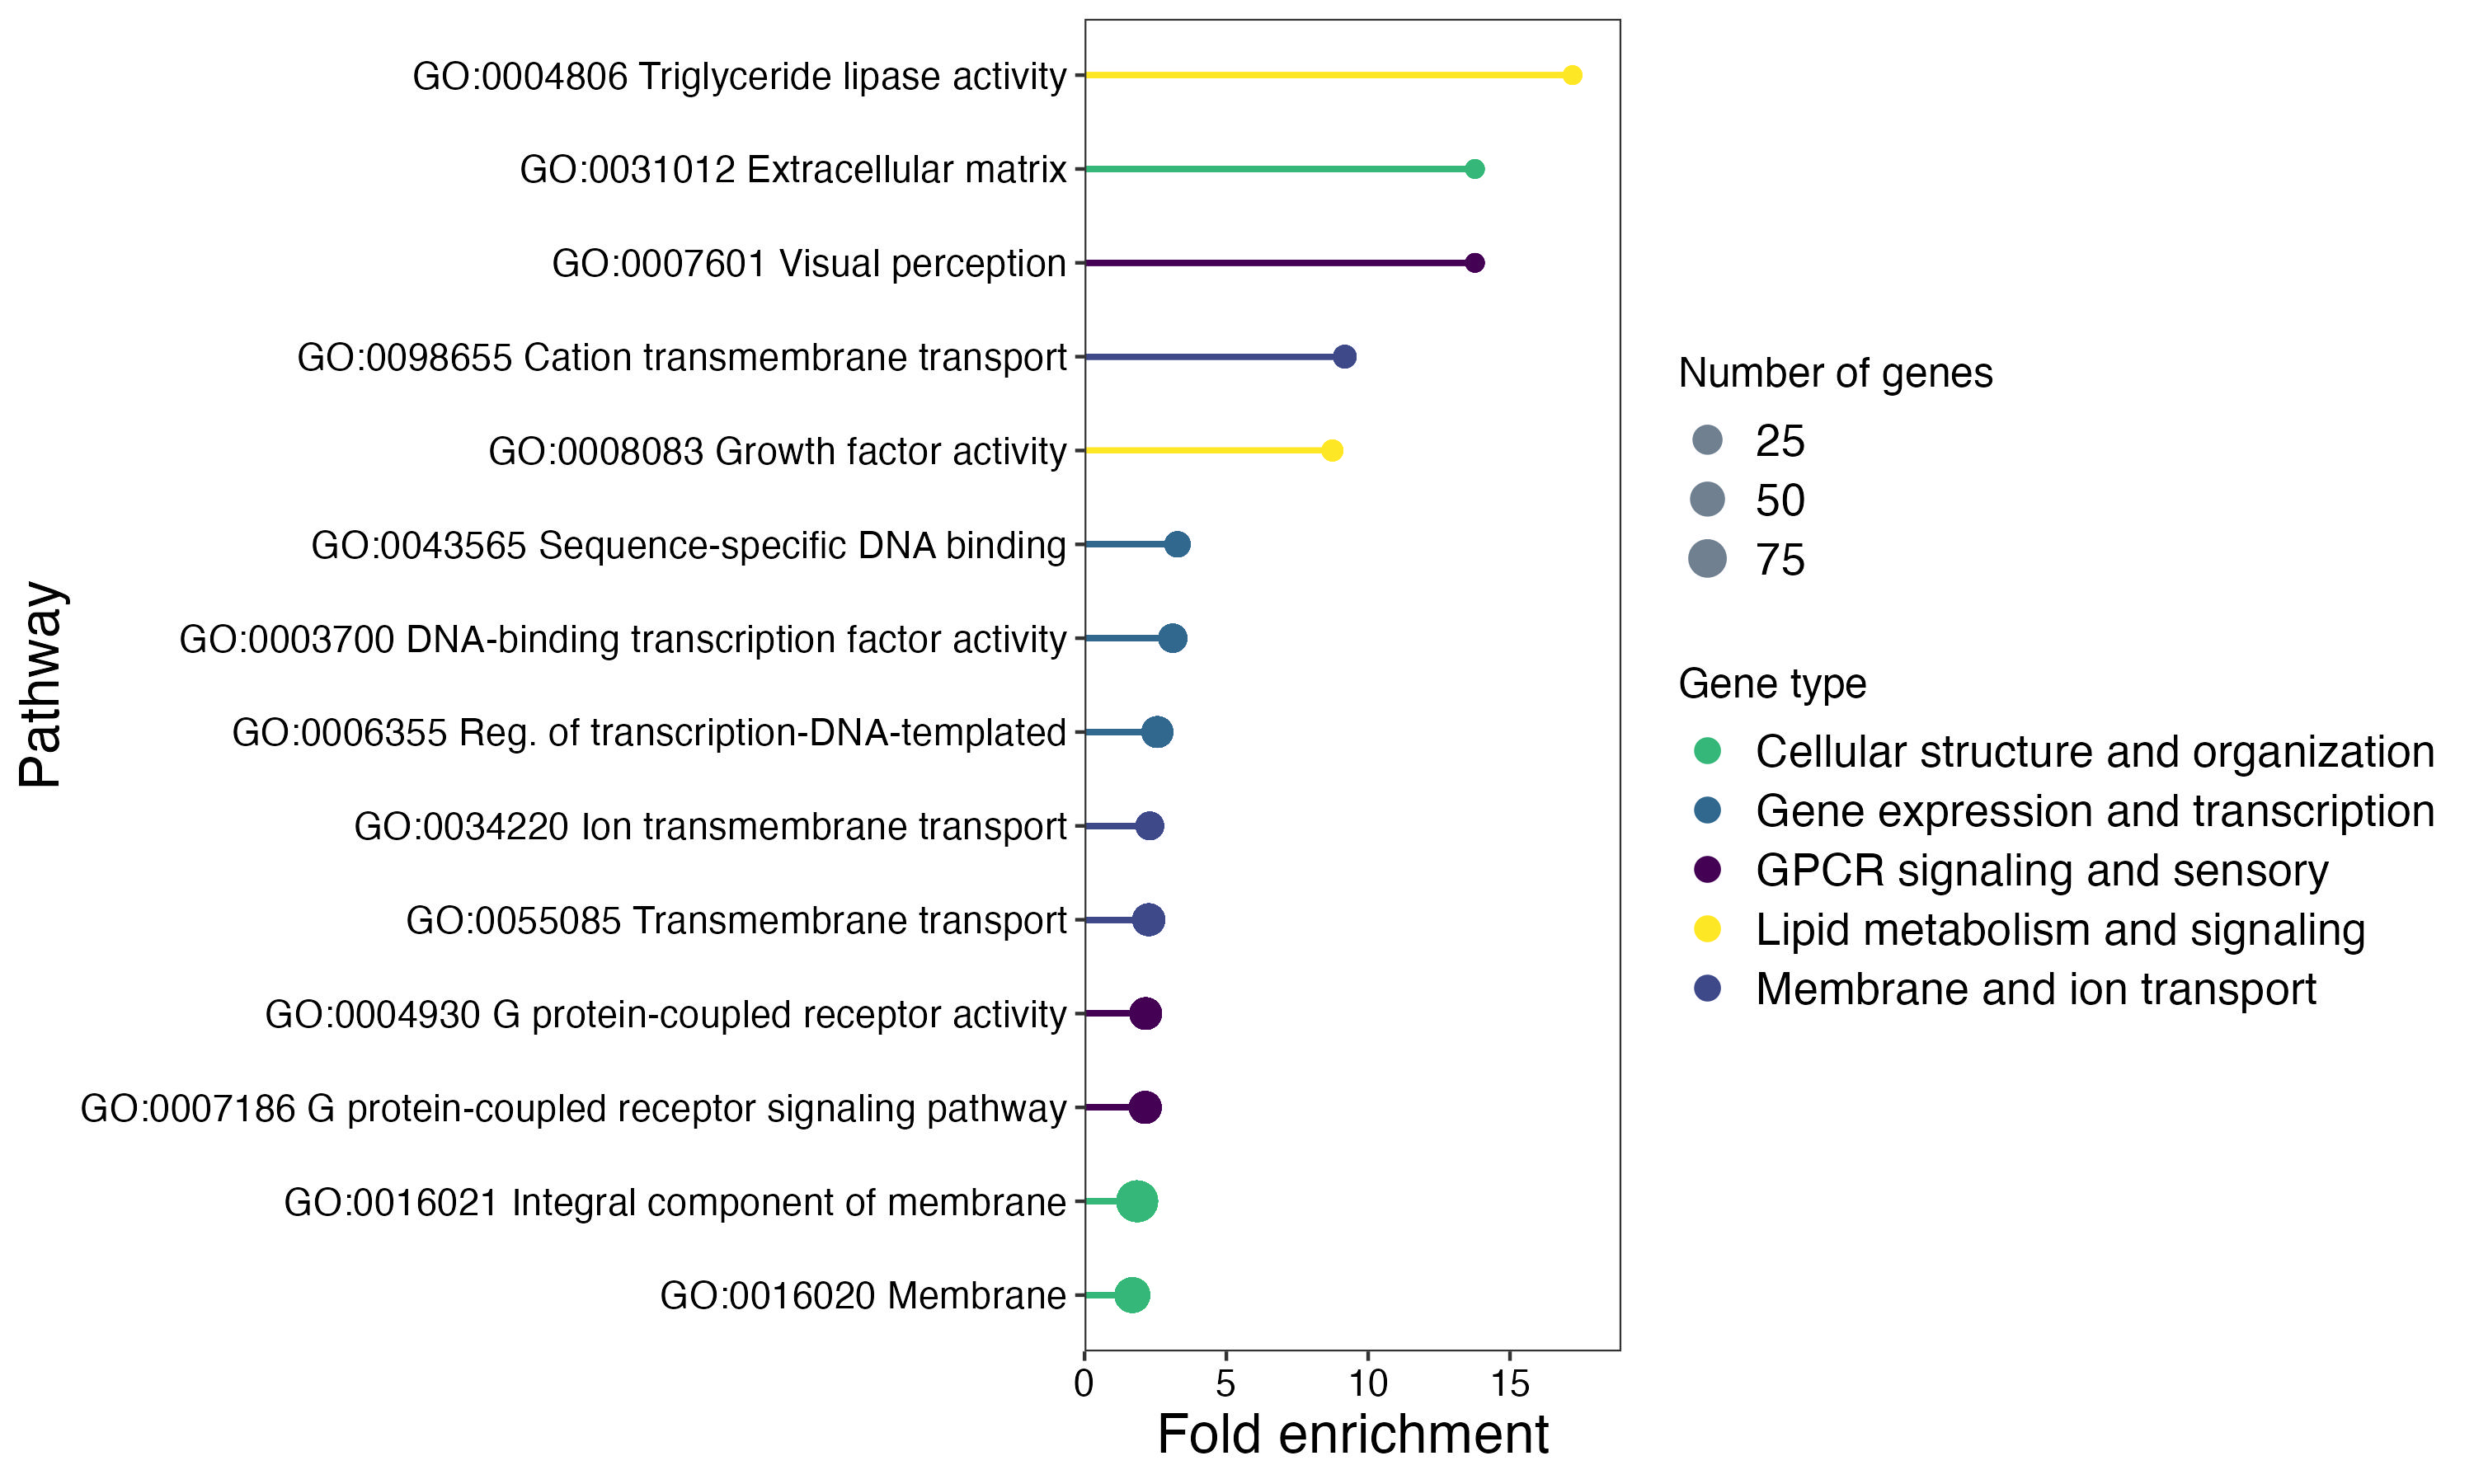 GO:0004806 Triglyceride lipase activity
GO:0031012 Extracellular matrix
GO:0007601 Visual perception
GO:0098655 Cation transmembrane transport
GO:0008083 Growth factor activity
GO:0043565 Sequence-specific DNA binding
GO:0003700 DNA-binding transcription factor activity
GO:0006355 Reg. of transcription-DNA-templated
GO:0034220 Ion transmembrane transport
GO:0055085 Transmembrane transport
GO:0004930 G protein-coupled receptor activity
GO:0007186 G protein-coupled receptor signaling pathway
GO:0016021 Integral component of membrane
GO:0016020 Membrane
Pathway
0 5 10 15
Fold enrichment
Number of genes
25
50
75
Gene type
Cellular structure and organization
Gene expression and transcription
GPCR signaling and sensory
Lipid metabolism and signaling
Membrane and ion transport